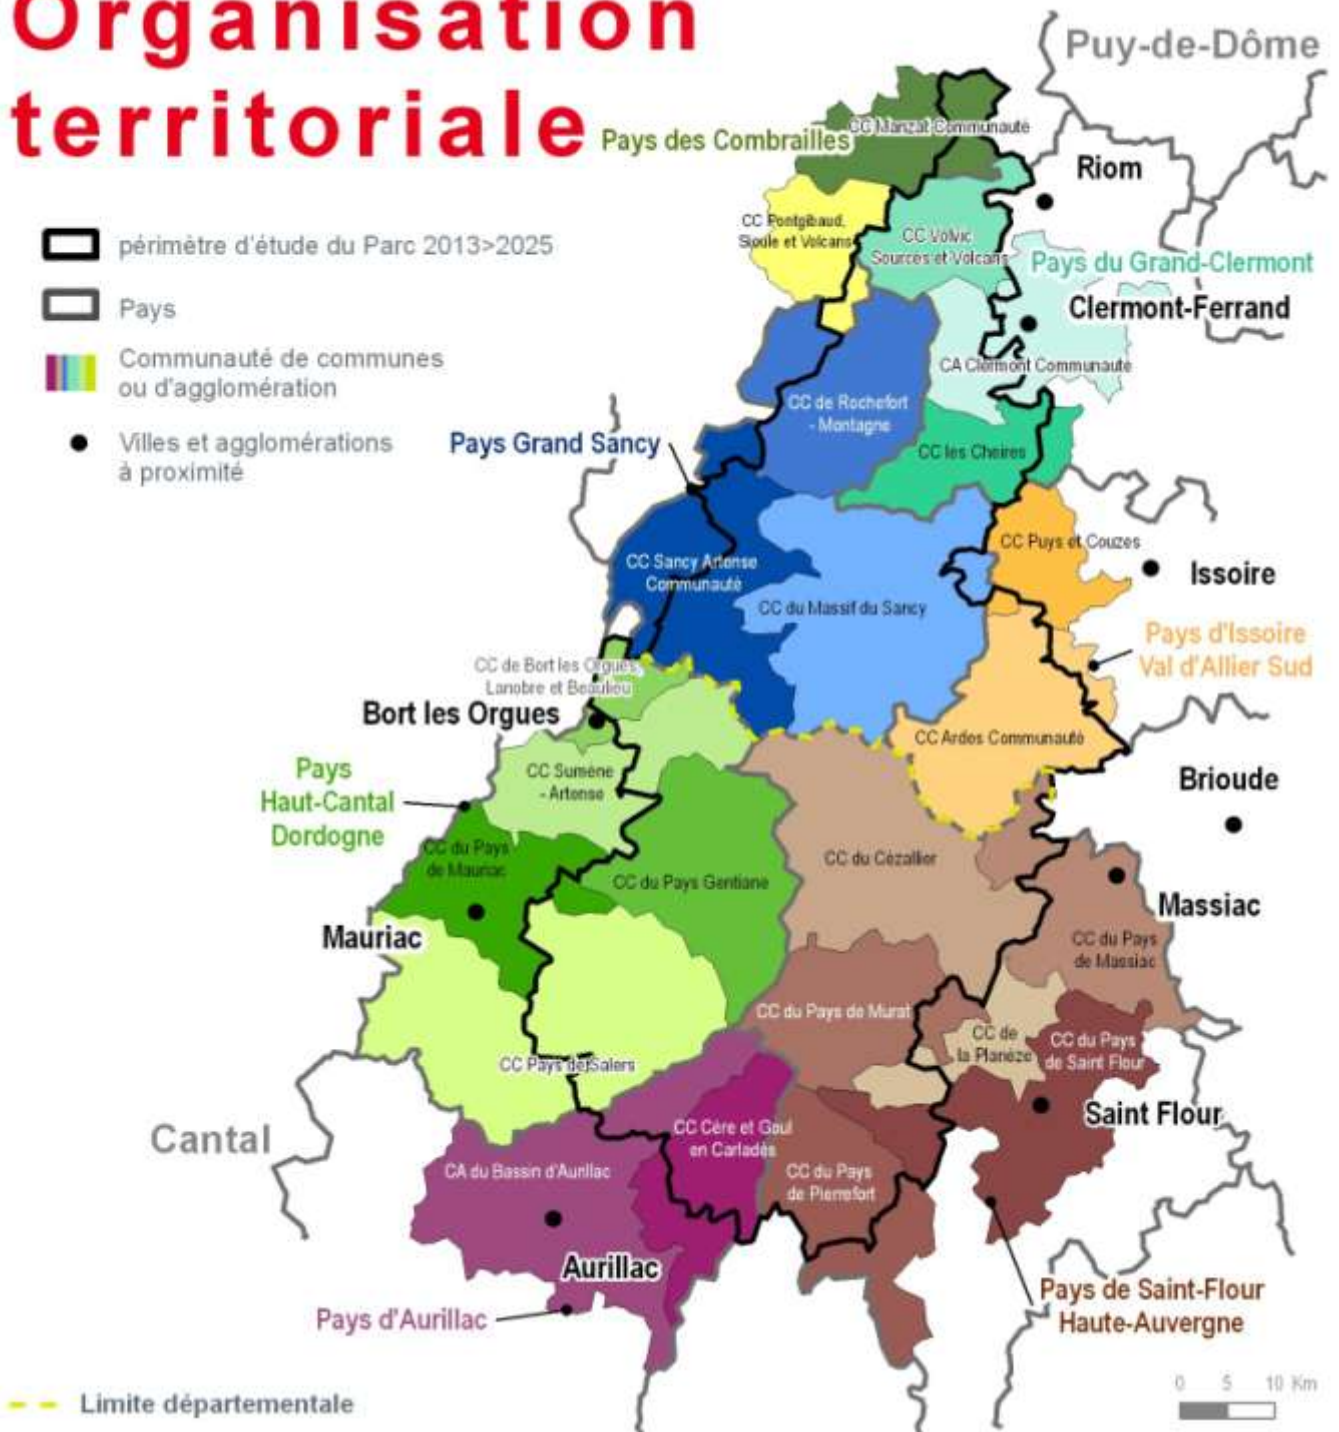 Organisation
territoriale
Puy-de-Dôme
Pays des Combrailles
CC Manzat Communauté
Riom
périmètre d'étude du Parc 2013>2025
Pays
Communauté de communes
ou d'agglomération
Villes et agglomérations
à proximité
CC Pontgibaud,
Sioule et Volcans
CC Volvic
Sources et Volcans
Pays du Grand-Clermont
Clermont-Ferrand
CA Clermont Communauté
CC de Rochefort
- Montagne
Pays Grand Sancy
CC les Cheires
CC Puys et Couzes
Issoire
CC Sancy Artense
Communauté
CC du Massif du Sancy
Pays d'Issoire
Val d'Allier Sud
CC de Bort les Orgues,
Lanobre et Beaulieu
Bort les Orgues
CC Ardes Communauté
CC Sumène
- Artense
Pays
Haut-Cantal
Dordogne
Brioude
CC du Pays
de Mauriac
CC du Pays Gentiane
CC du Cézallier
Massiac
Mauriac
CC du Pays
de Massiac
CC du Pays de Murat
CC de
la Planèze
CC du Pays
de Saint Flour
CC Pays de Salers
Saint Flour
Cantal
CC Cère et Goul
en Carladès
CA du Bassin d'Aurillac
CC du Pays
de Pierrefort
Aurillac
Pays d'Aurillac
Pays de Saint-Flour
Haute-Auvergne
Limite départementale
0 5 10 Km